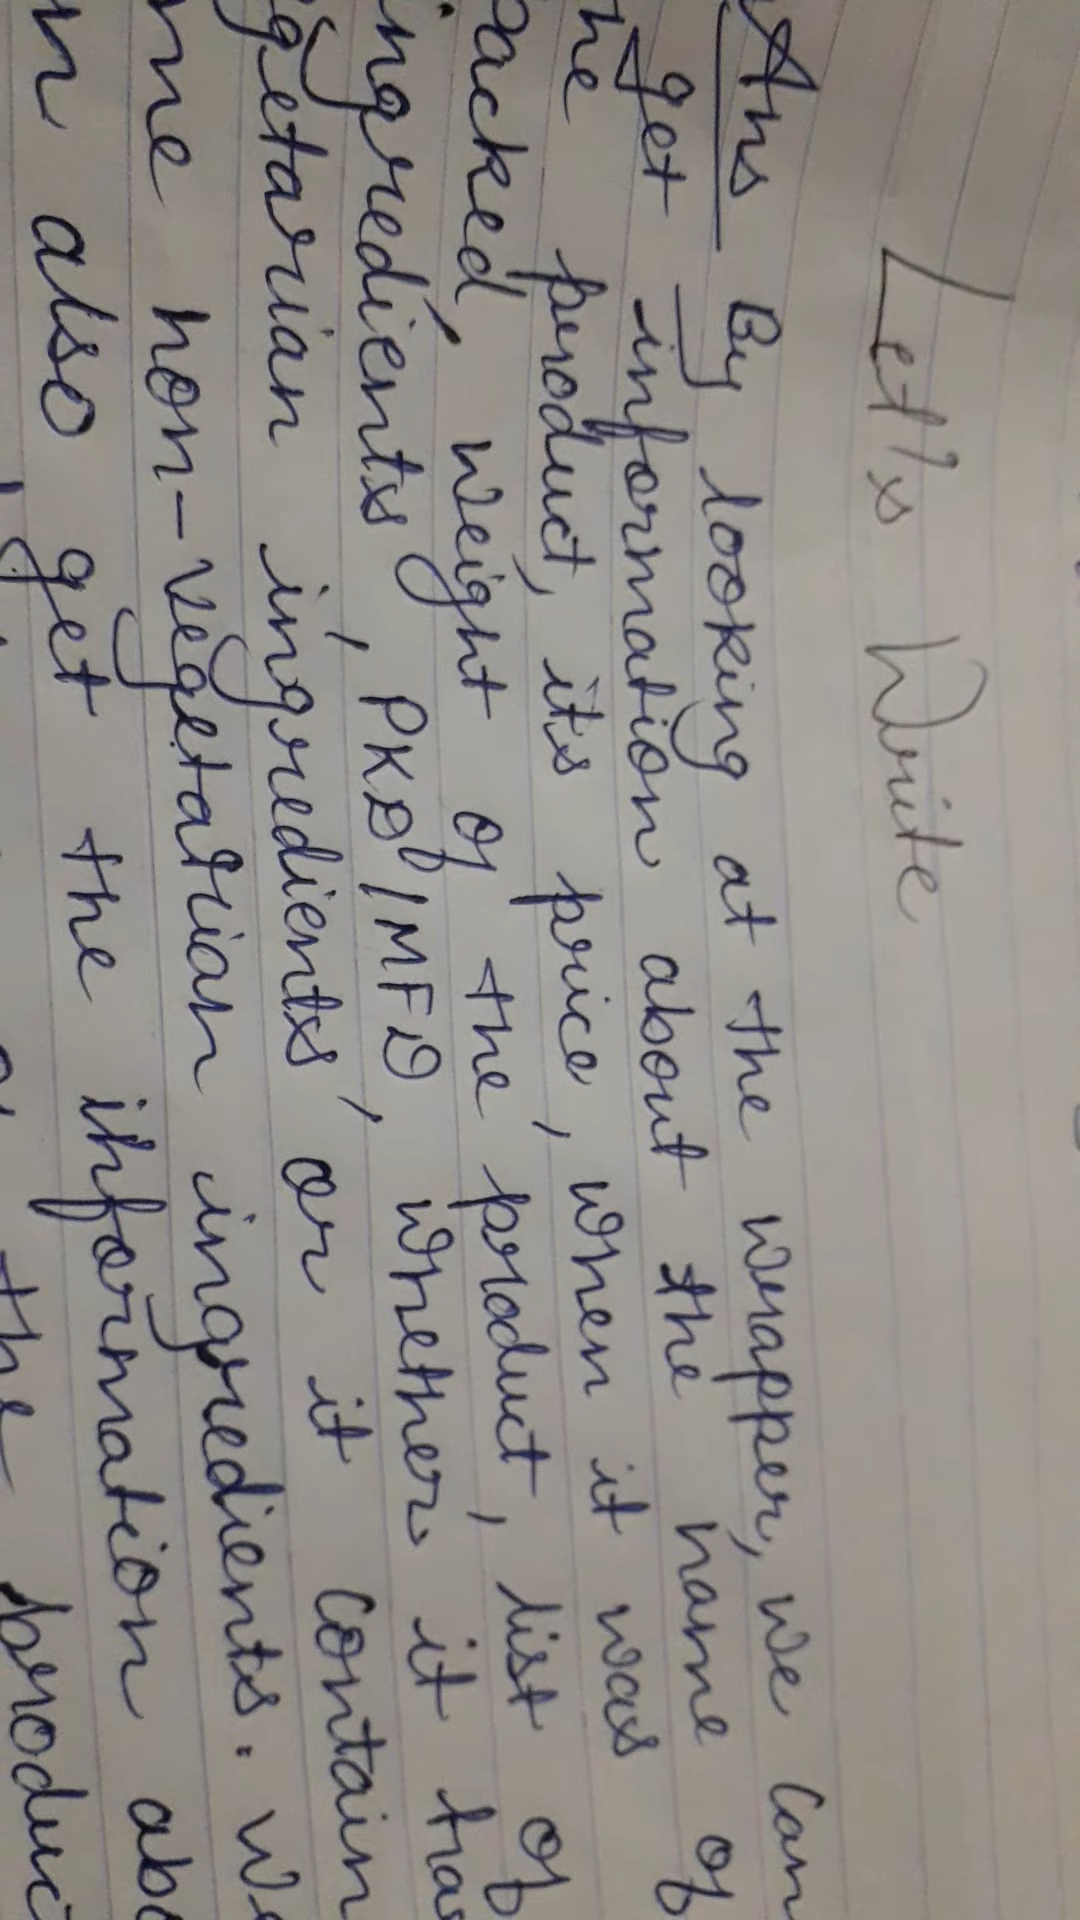 Let's Write
Ans By looking at the wrapper, we can
get information about the name of
the product, its price, when it was
packed, weight of the product, list of
ingredients, PKD/MFD, whether it has
vegetarian ingredients, or it contain
some non-vegetarian ingredients. We
can also get the information abo
the produc